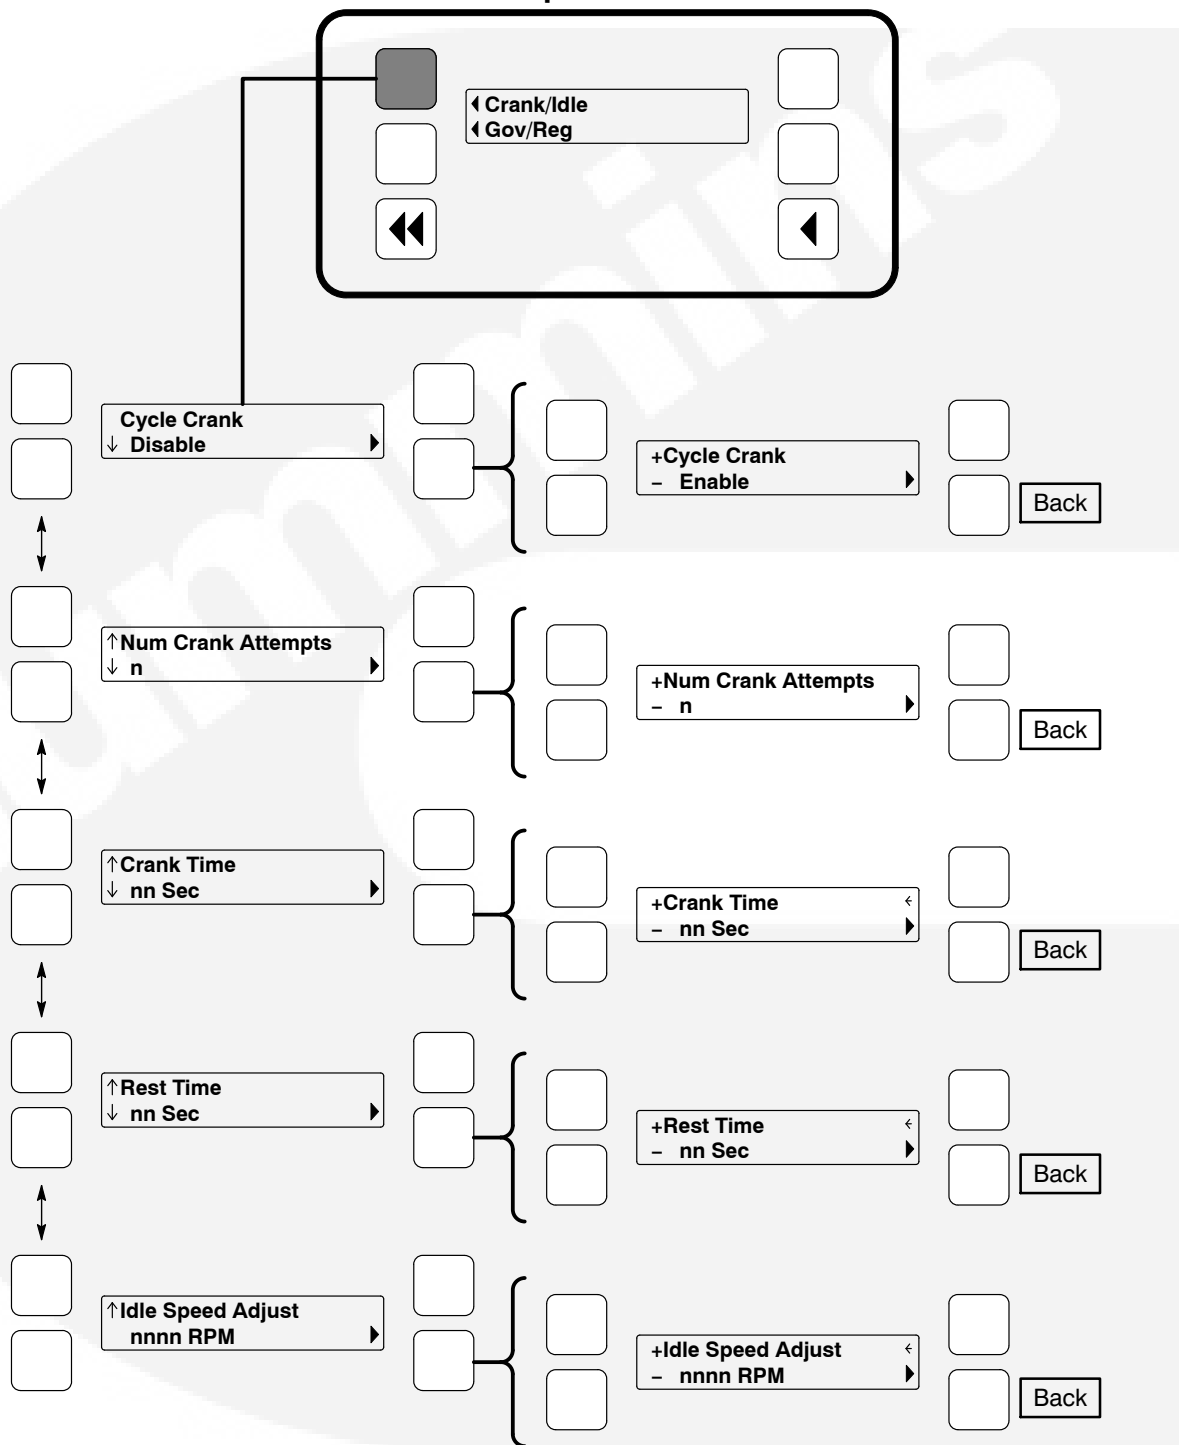 ◀ Crank/Idle
◀ Gov/Reg
Cycle Crank
↓ Disable ▶
+Cycle Crank
– Enable ▶
Back
↑Num Crank Attempts
↓ n ▶
+Num Crank Attempts
– n ▶
Back
↑Crank Time
↓ nn Sec ▶
+Crank Time ←
– nn Sec ▶
Back
↑Rest Time
↓ nn Sec ▶
+Rest Time ←
– nn Sec ▶
Back
↑Idle Speed Adjust
nnnn RPM ▶
+Idle Speed Adjust ←
– nnnn RPM ▶
Back